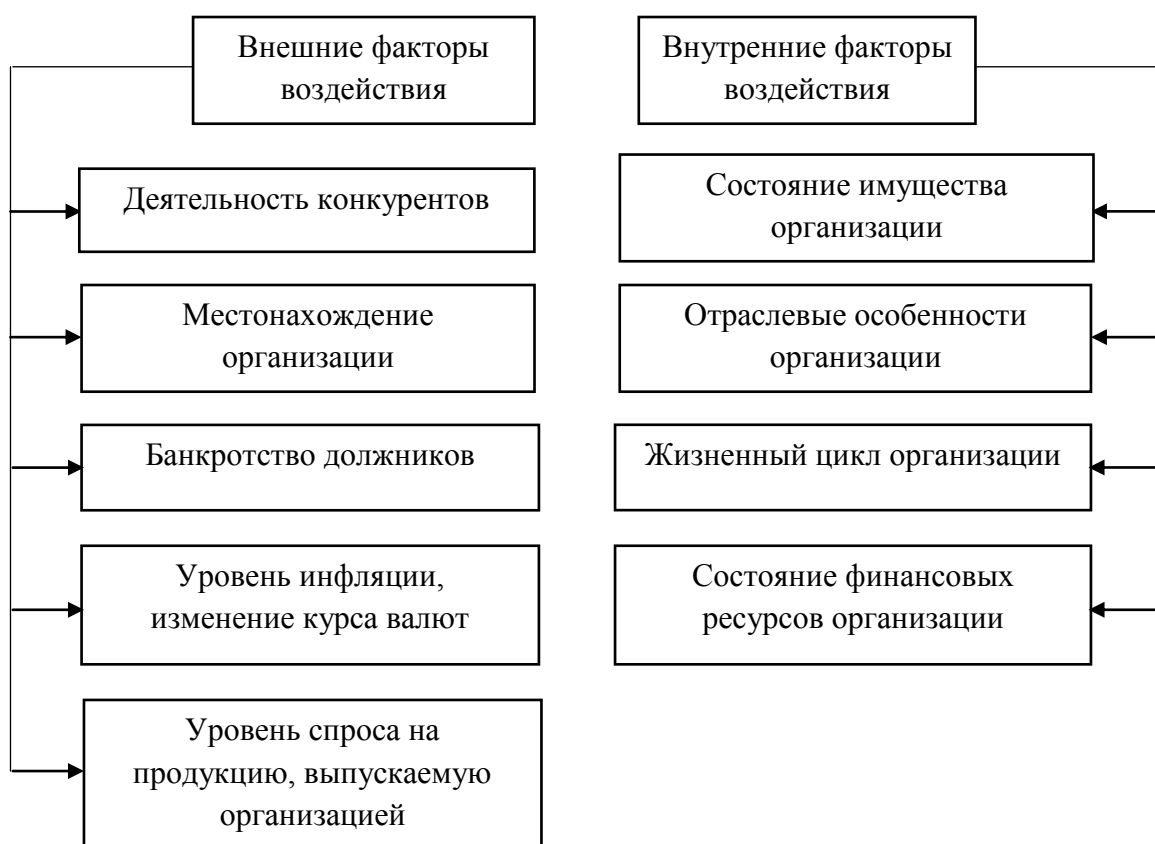 Внешние факторы
воздействия
Деятельность конкурентов
Местонахождение
организации
Банкротство должников
Уровень инфляции,
изменение курса валют
Уровень спроса на
продукцию, выпускаемую
организацией
Внутренние факторы
воздействия
Состояние имущества
организации
Отраслевые особенности
организации
Жизненный цикл организации
Состояние финансовых
ресурсов организации